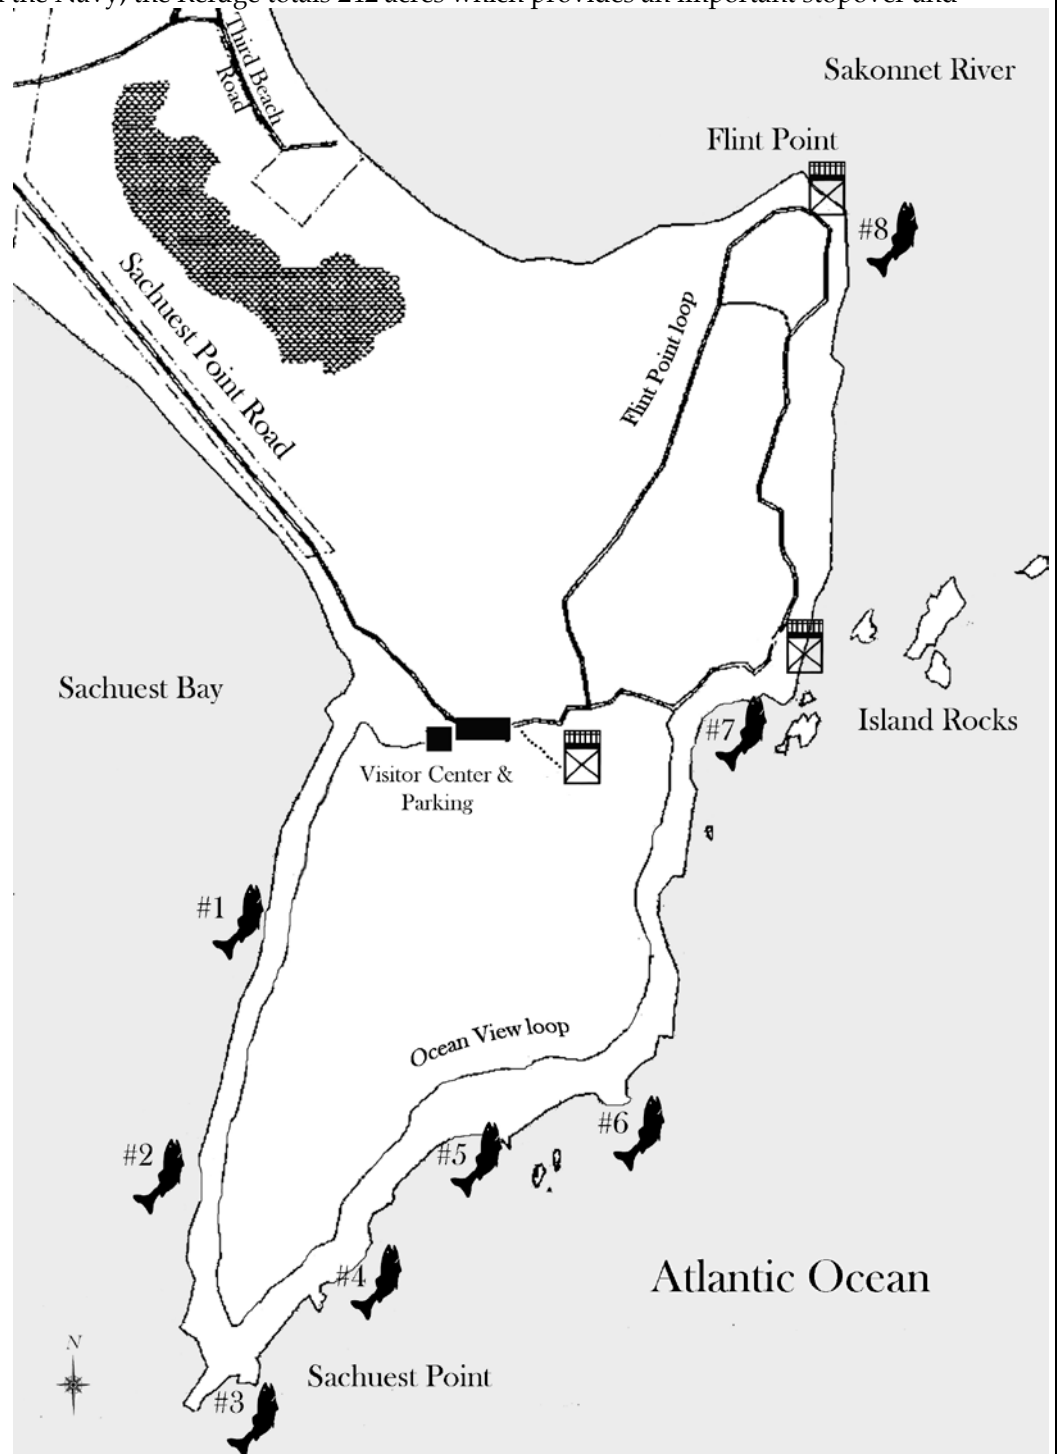 the Navy, the Refuge totals 242 acres which provides an important stopover and
Third Beach
Road
Sakonnet River
Flint Point
#8
Sachuest Point Road
Flint Point loop
Sachuest Bay
#7
Island Rocks
Visitor Center &
Parking
#1
Ocean View loop
#6
#2
#5
#4
Atlantic Ocean
N
Sachuest Point
#3